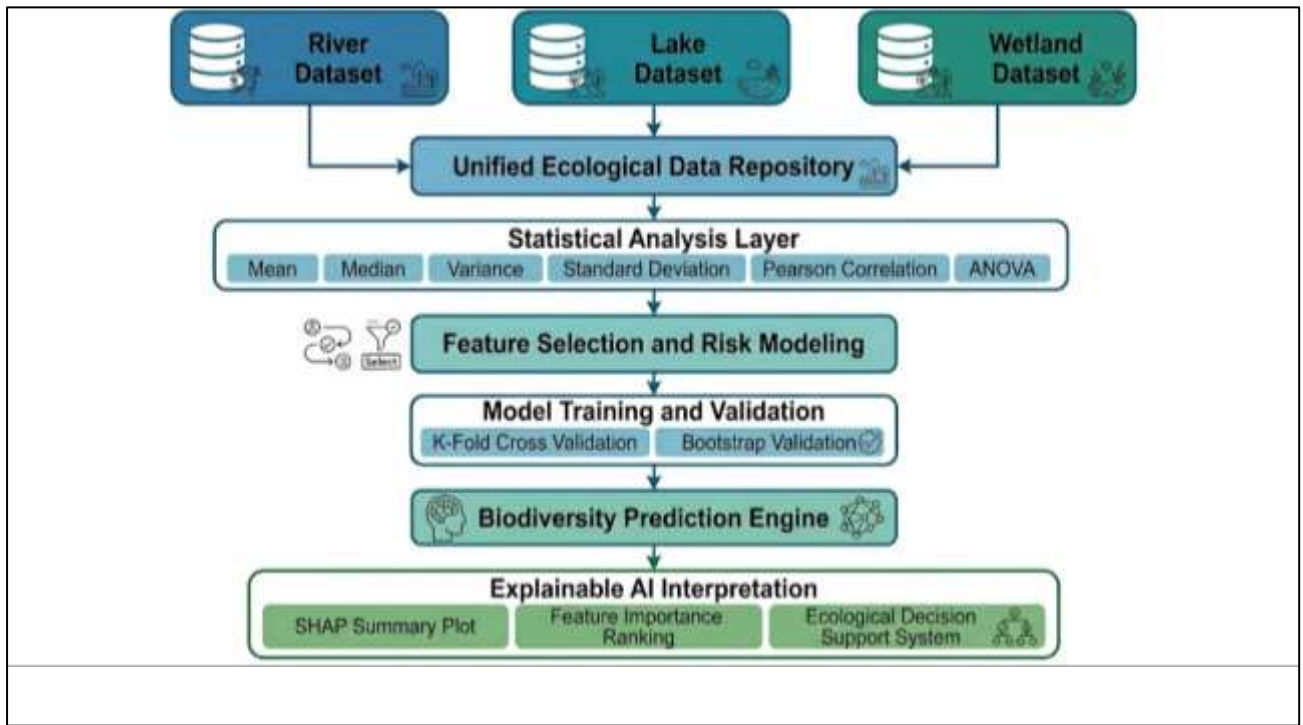 River
Dataset
Lake
Dataset
Wetland
Dataset
Unified Ecological Data Repository
Statistical Analysis Layer
Mean Median Variance Standard Deviation Pearson Correlation ANOVA
Select
Feature Selection and Risk Modeling
Model Training and Validation
K-Fold Cross Validation Bootstrap Validation
Biodiversity Prediction Engine
Explainable AI Interpretation
SHAP Summary Plot
Feature Importance
Ranking
Ecological Decision
Support System